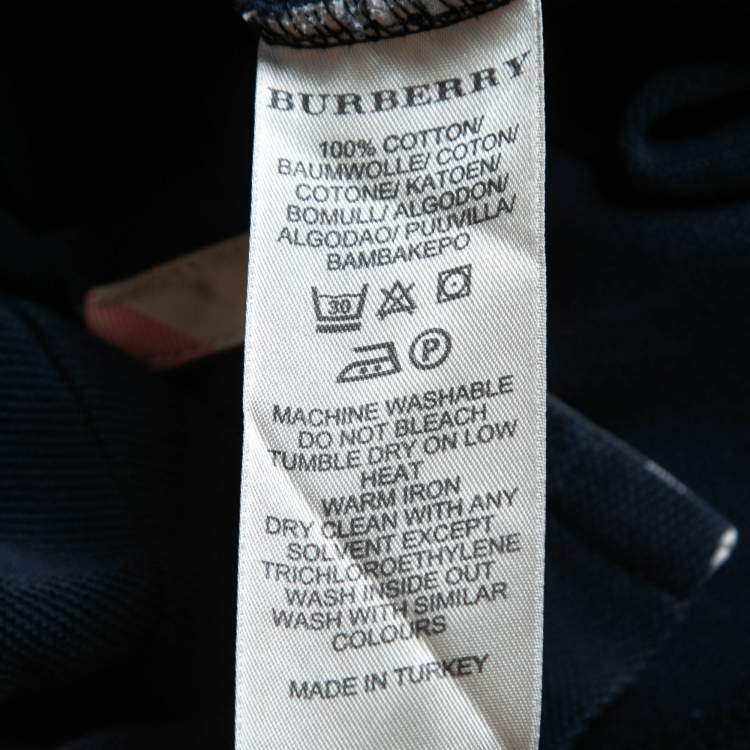 BURBERRY
100% COTTON/
BAUMWOLLE/ COTON/
COTONE/ KATOEN/
BOMULL/ ALGODON/
ALGODAO/ PUUVILLA/
BAMBAKEPO
30
P
MACHINE WASHABLE
DO NOT BLEACH
TUMBLE DRY ON LOW
HEAT
WARM IRON
DRY CLEAN WITH ANY
SOLVENT EXCEPT
TRICHLOROETHYLENE
WASH INSIDE OUT
WASH WITH SIMILAR
COLOURS
MADE IN TURKEY